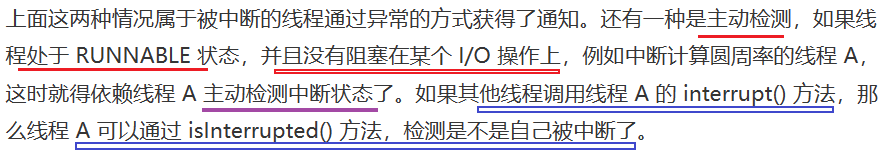 上面这两种情况属于被中断的线程通过异常的方式获得了通知。还有一种是主动检测，如果线
程处于 RUNNABLE 状态，并且没有阻塞在某个 I/O 操作上，例如中断计算圆周率的线程 A，
这时就得依赖线程 A 主动检测中断状态了。如果其他线程调用线程 A 的 interrupt() 方法，那
么线程 A 可以通过 isInterrupted() 方法，检测是不是自己被中断了。